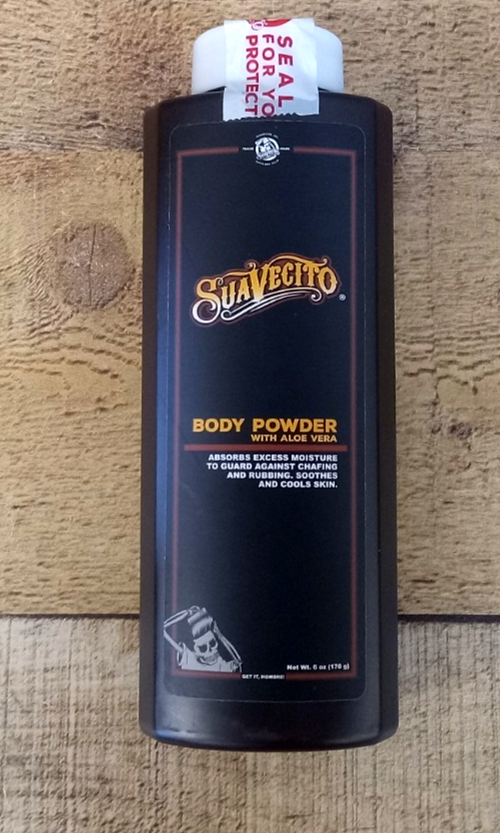 SEAL
FOR YO
PROTECT
SUAVECITO®
BODY POWDER
WITH ALOE VERA
ABSORBS EXCESS MOISTURE
TO GUARD AGAINST CHAFING
AND RUBBING. SOOTHES
AND COOLS SKIN.
Net Wt. 6 oz (170 g)
GET IT, HOMBRE!